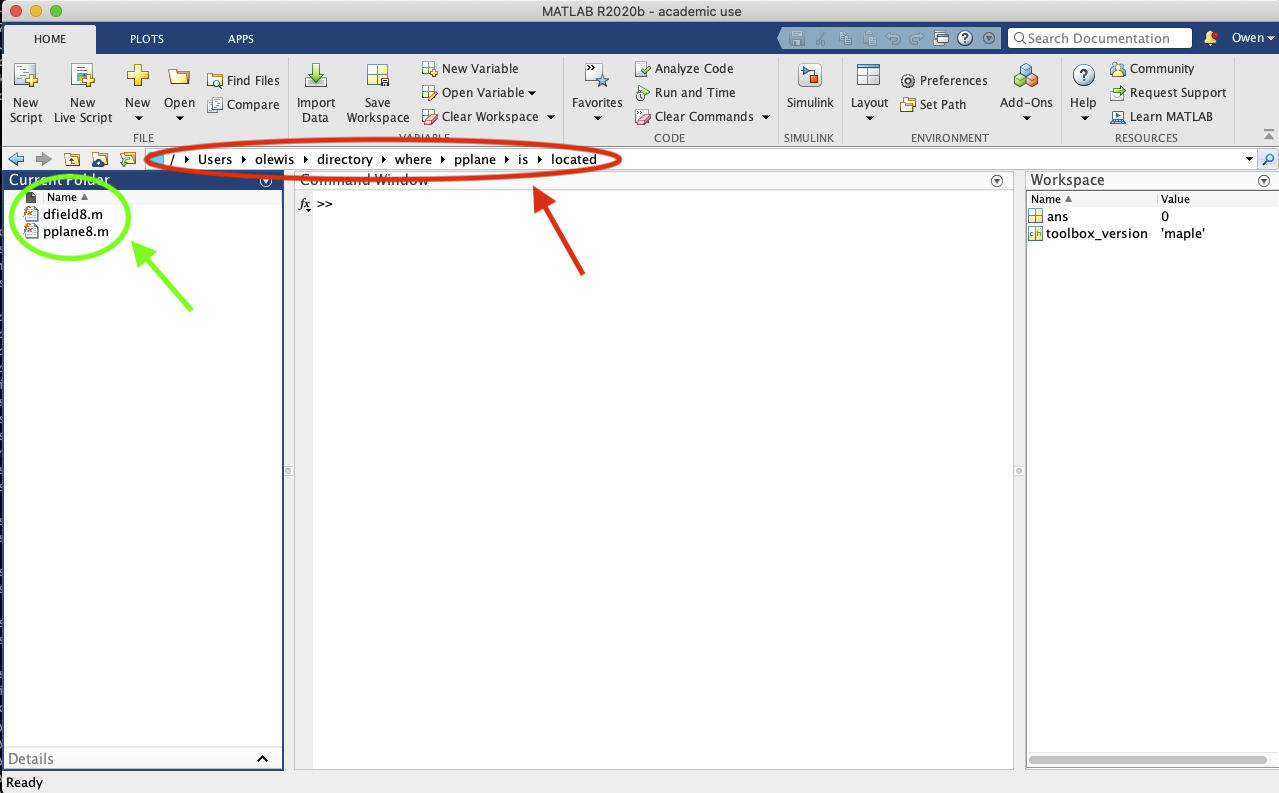 MATLAB R2020b - academic use
HOME PLOTS APPS
Search Documentation
Owen
New Script
New Live Script
New
Open
Find Files
Compare
FILE
Import Data
Save Workspace
New Variable
Open Variable
Clear Workspace
VARIABLE
Favorites
Analyze Code
Run and Time
Clear Commands
CODE
Simulink
SIMULINK
Layout
Preferences
Set Path
Add-Ons
ENVIRONMENT
Help
Community
Request Support
Learn MATLAB
RESOURCES
/ Users olewis directory where pplane is located
Current Folder
Name
dfield8.m
pplane8.m
Details
Command Window
fx >>
Workspace
Name Value
ans 0
toolbox_version 'maple'
Ready